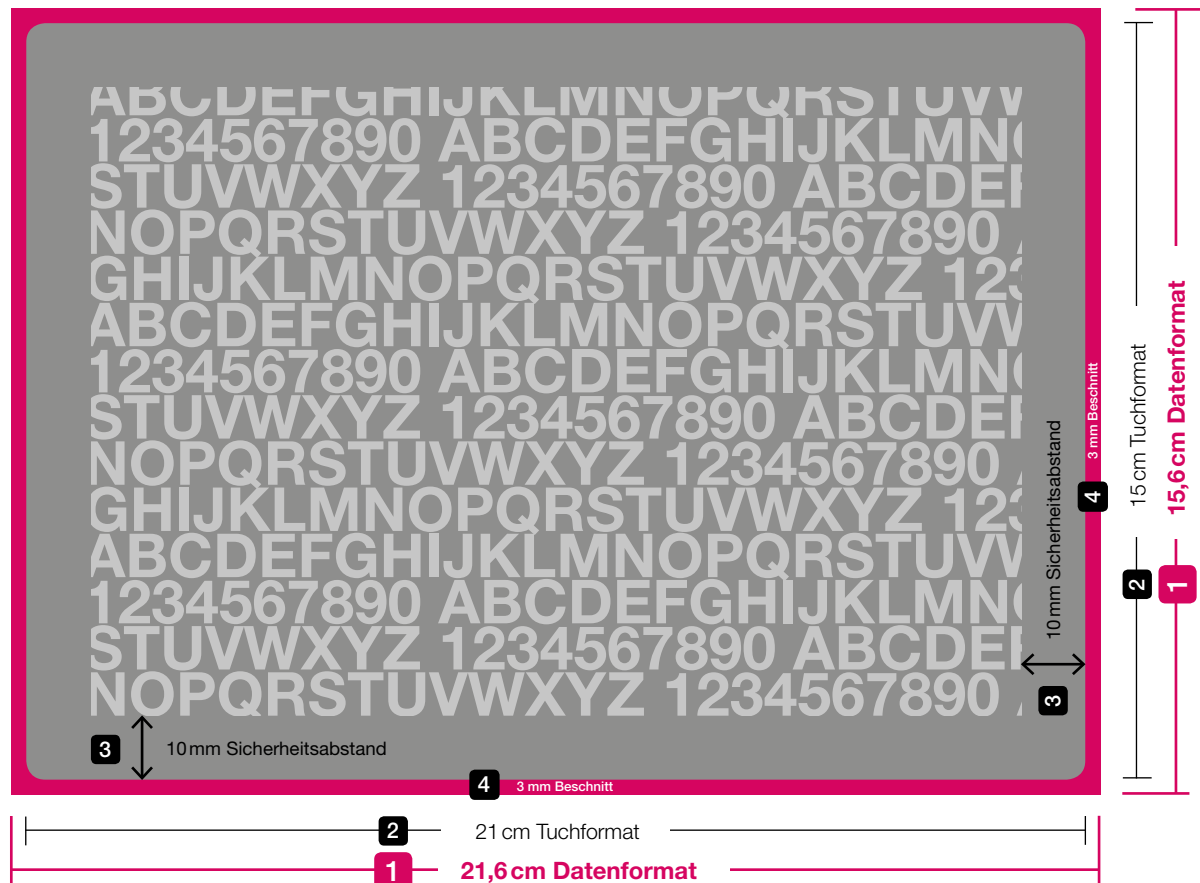 ABCDEFGHIJKLMNOPQRSTUVW
1234567890 ABCDEFGHIJKLMNO
STUVWXYZ 1234567890 ABCDEF
NOPQRSTUVWXYZ 1234567890 A
GHIJKLMNOPQRSTUVWXYZ 123
ABCDEFGHIJKLMNOPQRSTUVW
1234567890 ABCDEFGHIJKLMNO
STUVWXYZ 1234567890 ABCDEF
NOPQRSTUVWXYZ 1234567890 A
GHIJKLMNOPQRSTUVWXYZ 123
ABCDEFGHIJKLMNOPQRSTUVW
1234567890 ABCDEFGHIJKLMNO
STUVWXYZ 1234567890 ABCDEF
NOPQRSTUVWXYZ 1234567890 A
3 10 mm Sicherheitsabstand
3 10 mm Sicherheitsabstand
4 3 mm Beschnitt
4 3 mm Beschnitt
2 15 cm Tuchformat
1 15,6 cm Datenformat
2 21 cm Tuchformat
1 21,6 cm Datenformat